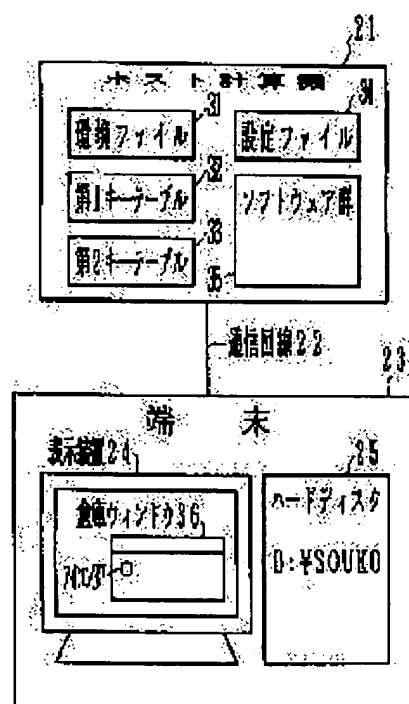 21
ホスト計算機
31
環境ファイル
34
設定ファイル
32
第1キーテーブル
ソフトウェア群
33
第2キーテーブル
35
通信回線22
23
端末
表示装置24
25
倉庫ウィンドウ36
ハードディスク
D:¥SOUKO
アイコン37